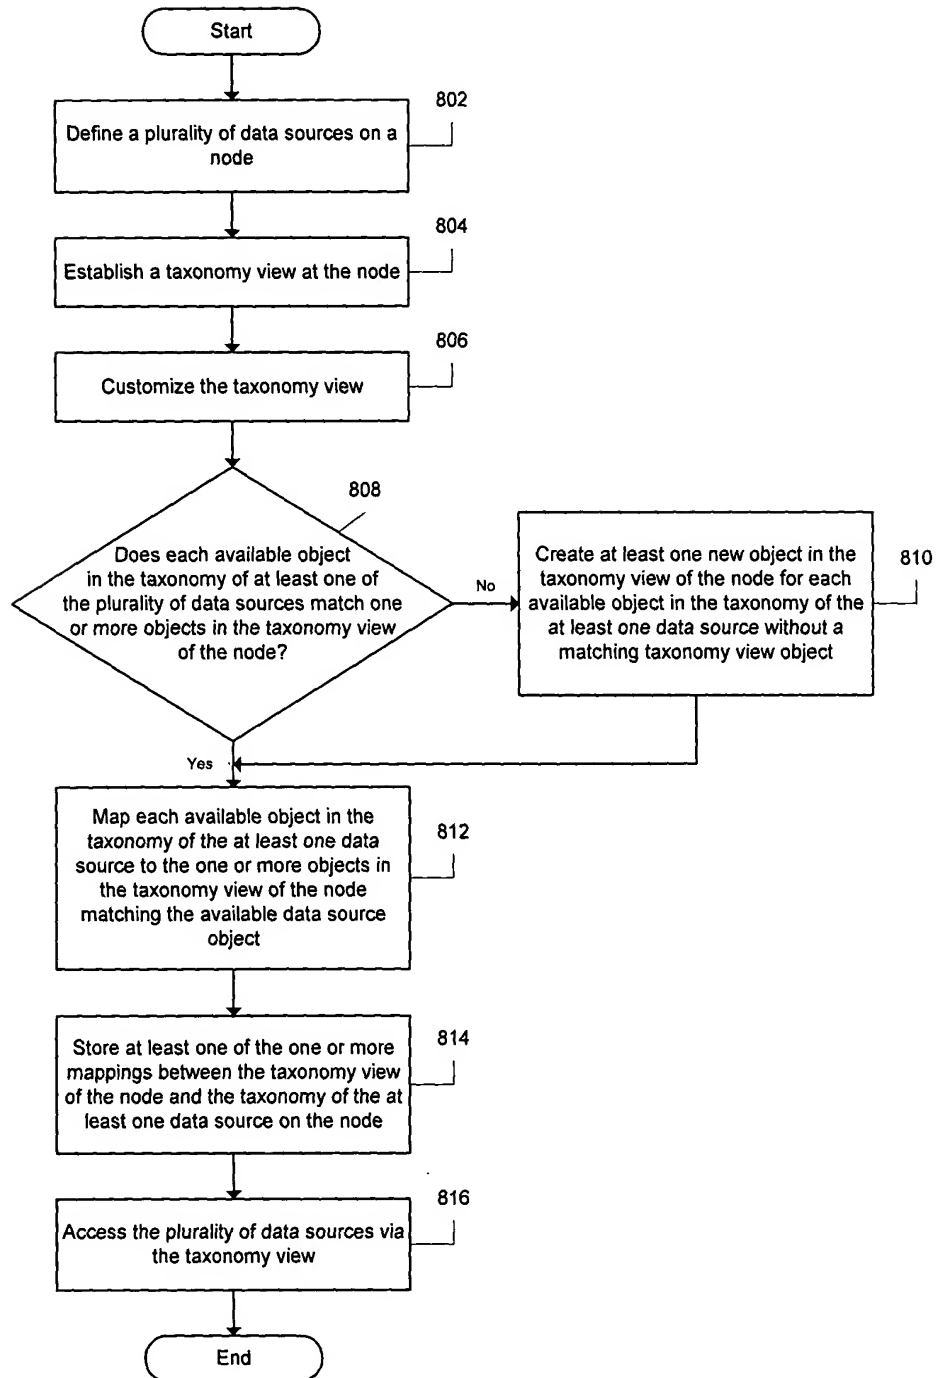 Start
802
Define a plurality of data sources on a
node
804
Establish a taxonomy view at the node
806
Customize the taxonomy view
808
Does each available object
in the taxonomy of at least one of
the plurality of data sources match one
or more objects in the taxonomy view
of the node?
No
810
Create at least one new object in the
taxonomy view of the node for each
available object in the taxonomy of the
at least one data source without a
matching taxonomy view object
Yes
812
Map each available object in the
taxonomy of the at least one data
source to the one or more objects in
the taxonomy view of the node
matching the available data source
object
814
Store at least one of the one or more
mappings between the taxonomy view
of the node and the taxonomy of the at
least one data source on the node
816
Access the plurality of data sources via
the taxonomy view
End